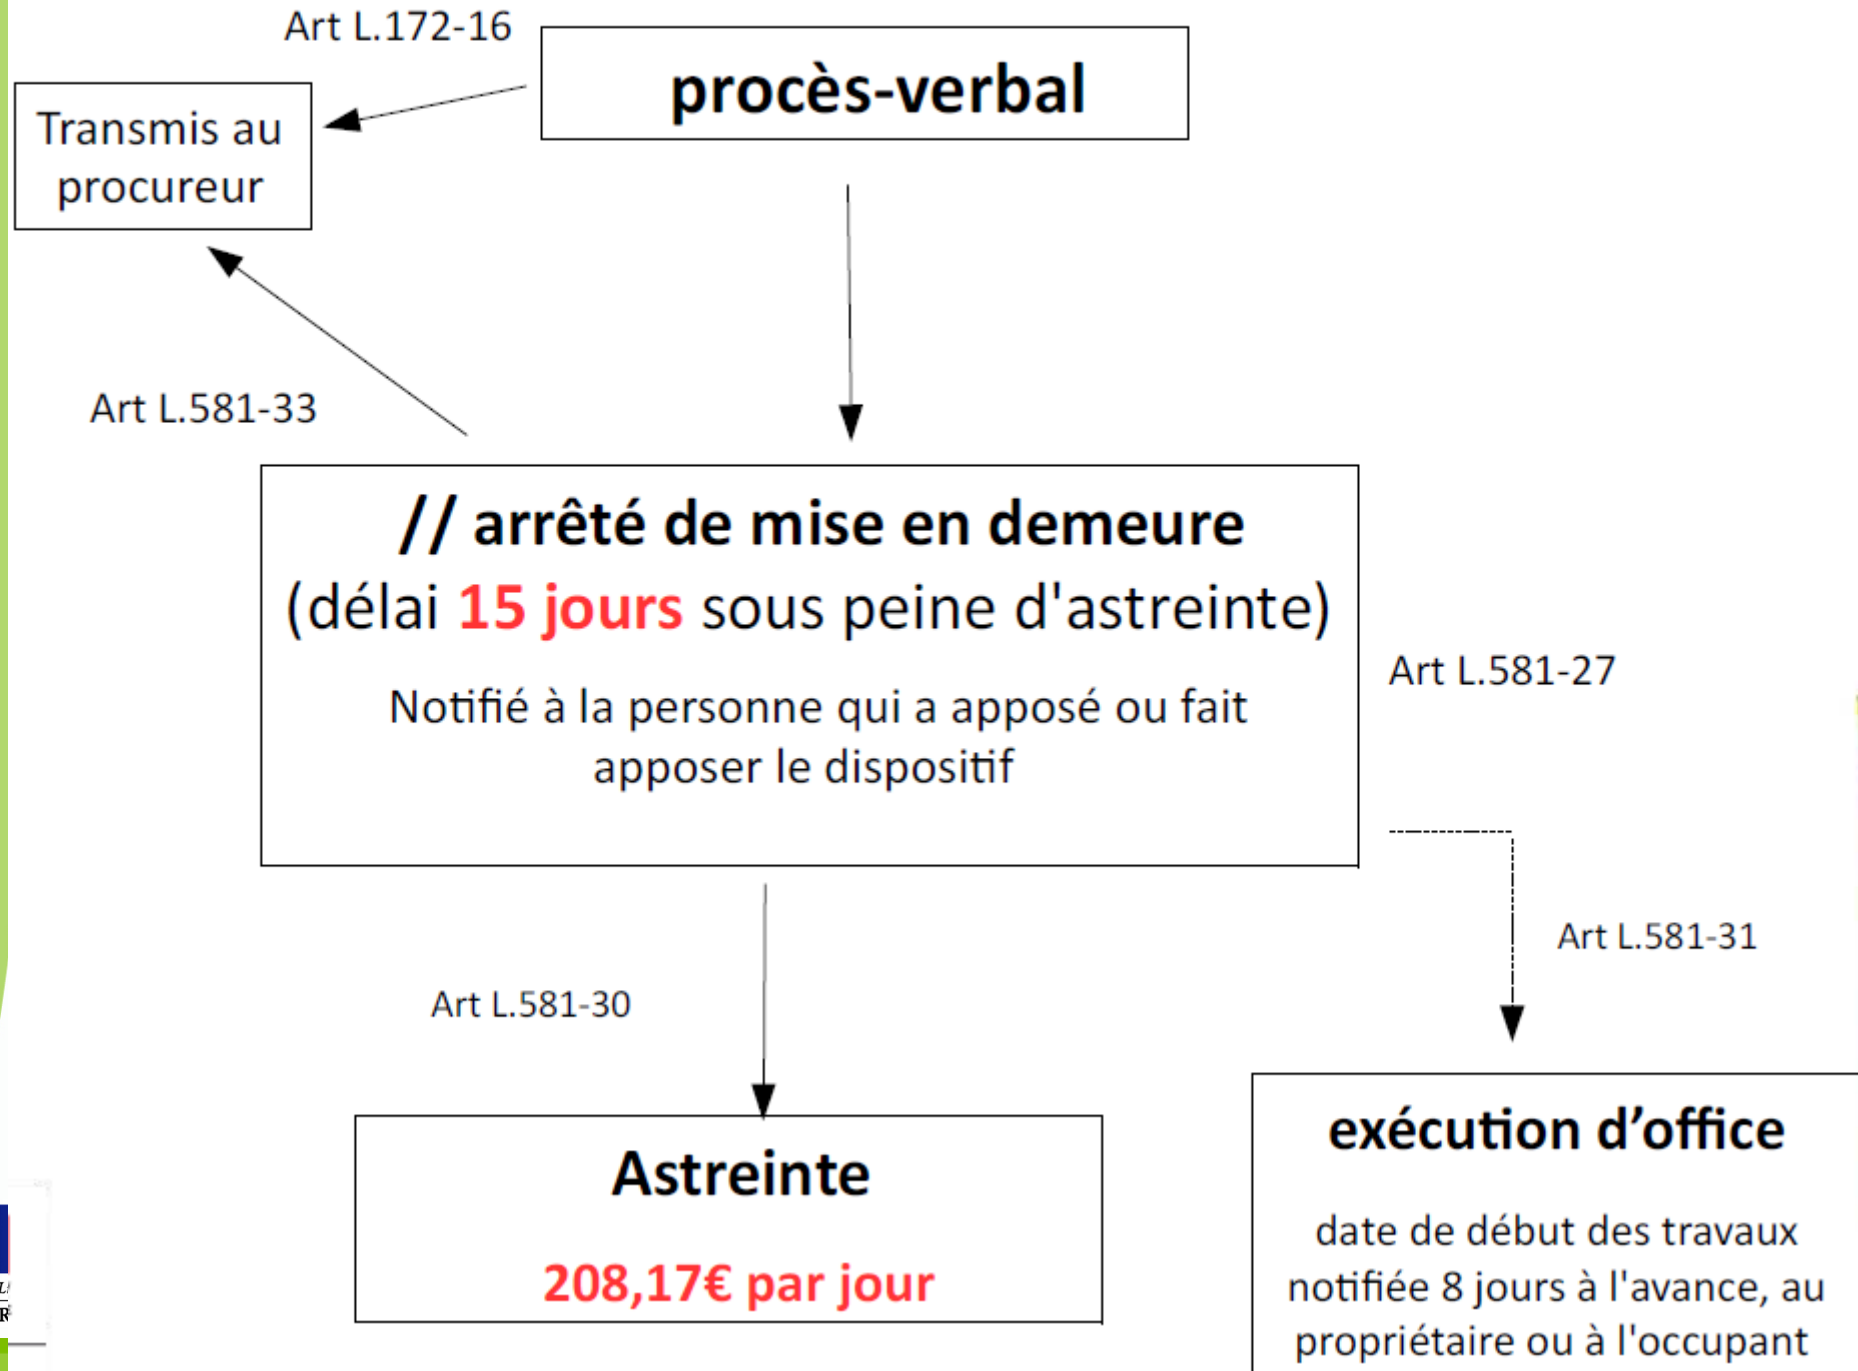 Art L.172-16
procès-verbal
Transmis au
procureur
Art L.581-33
// arrêté de mise en demeure
(délai 15 jours sous peine d'astreinte)
Notifié à la personne qui a apposé ou fait
apposer le dispositif
Art L.581-27
Art L.581-31
Art L.581-30
Astreinte
208,17€ par jour
exécution d’office
date de début des travaux
notifiée 8 jours à l'avance, au
propriétaire ou à l'occupant